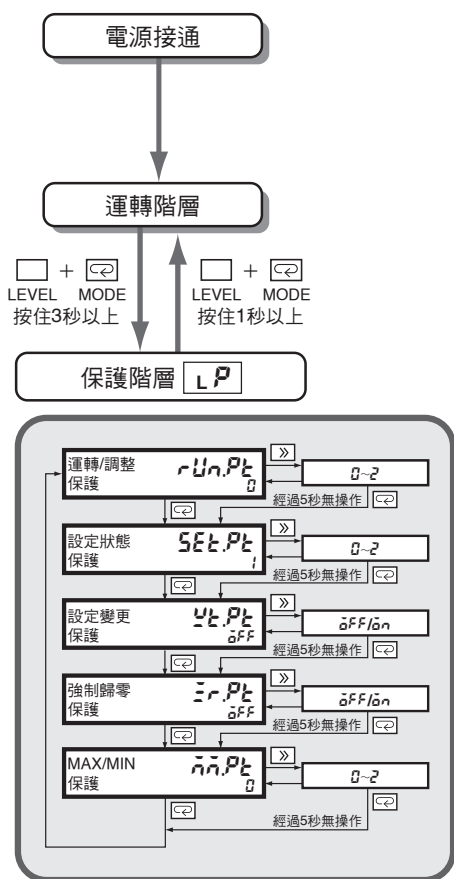 電源接通
運轉階層
+ +
LEVEL MODE LEVEL MODE
按住3秒以上 按住1秒以上
保護階層 L P
運轉/調整 rUn.Pt »
保護 0 0~2
經過5秒無操作
設定狀態 SEt.Pt »
保護 1 0~2
經過5秒無操作
設定變更 Yt.Pt »
保護 oFF oFF/on
經過5秒無操作
強制歸零 Zr.Pt »
保護 oFF oFF/on
經過5秒無操作
MAX/MIN mm.Pt »
保護 0 0~2
經過5秒無操作